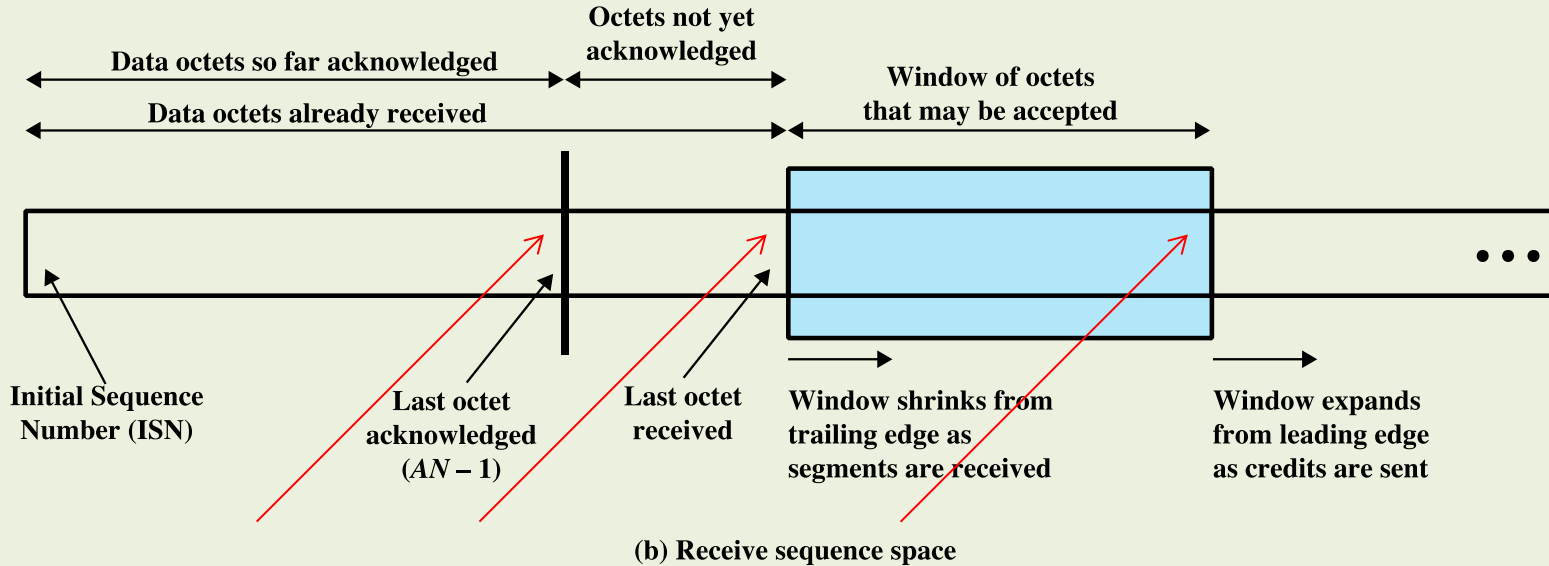 Octets not yet
acknowledged
Data octets so far acknowledged
Window of octets
that may be accepted
Data octets already received
Initial Sequence
Number (ISN)
Last octet
acknowledged
(AN – 1)
Last octet
received
Window shrinks from
trailing edge as
segments are received
Window expands
from leading edge
as credits are sent
(b) Receive sequence space